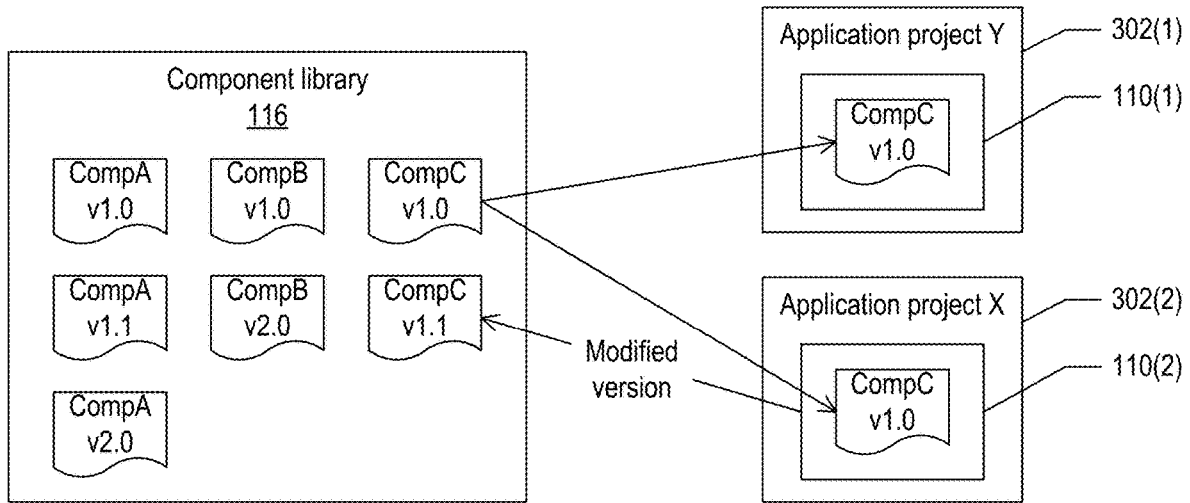 Component library
116
CompA
v1.0
CompB
v1.0
CompC
v1.0
CompA
v1.1
CompB
v2.0
CompC
v1.1
CompA
v2.0
Modified
version
Application project Y
CompC
v1.0
302(1)
110(1)
Application project X
CompC
v1.0
302(2)
110(2)